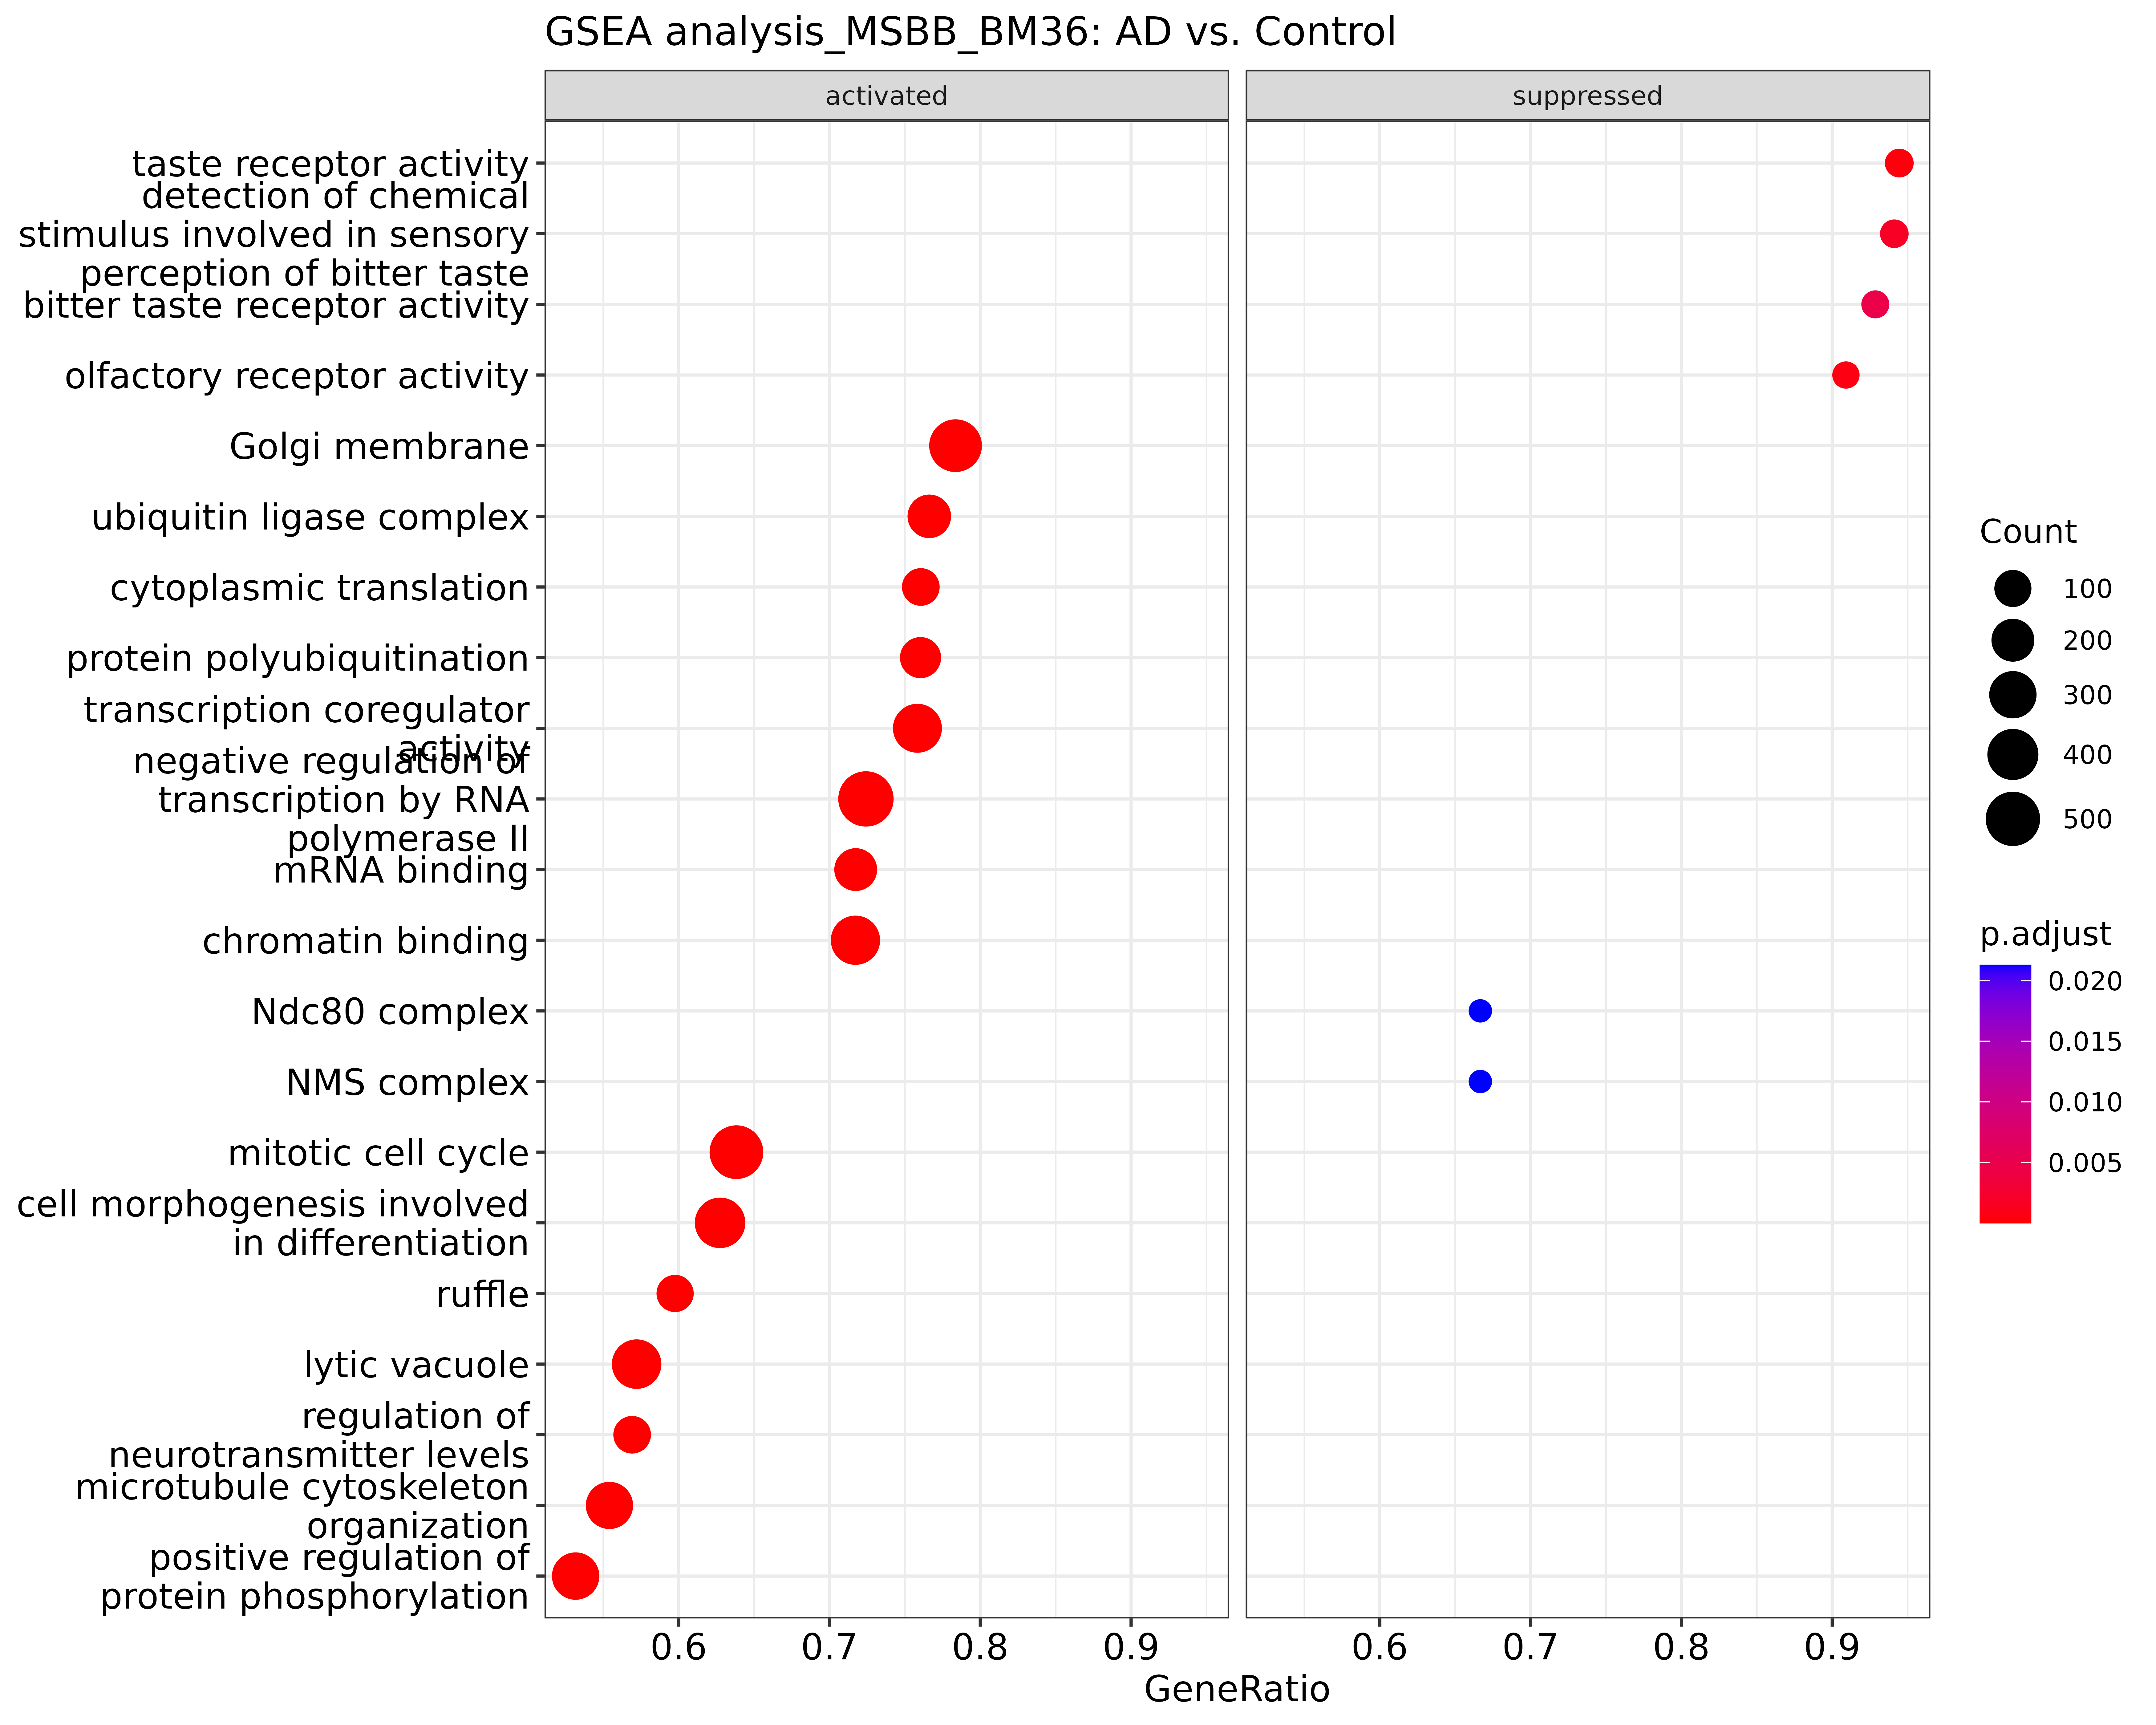 GSEA analysis_MSBB_BM36: AD vs. Control
activated
suppressed
taste receptor activity
detection of chemical
stimulus involved in sensory
perception of bitter taste
bitter taste receptor activity
olfactory receptor activity
Golgi membrane
ubiquitin ligase complex
cytoplasmic translation
protein polyubiquitination
transcription coregulator
activity
negative regulation of
transcription by RNA
polymerase II
mRNA binding
chromatin binding
Ndc80 complex
NMS complex
mitotic cell cycle
cell morphogenesis involved
in differentiation
ruffle
lytic vacuole
regulation of
neurotransmitter levels
microtubule cytoskeleton
organization
positive regulation of
protein phosphorylation
0.6 0.7 0.8 0.9
0.6 0.7 0.8 0.9
GeneRatio
Count
100
200
300
400
500
p.adjust
0.020
0.015
0.010
0.005